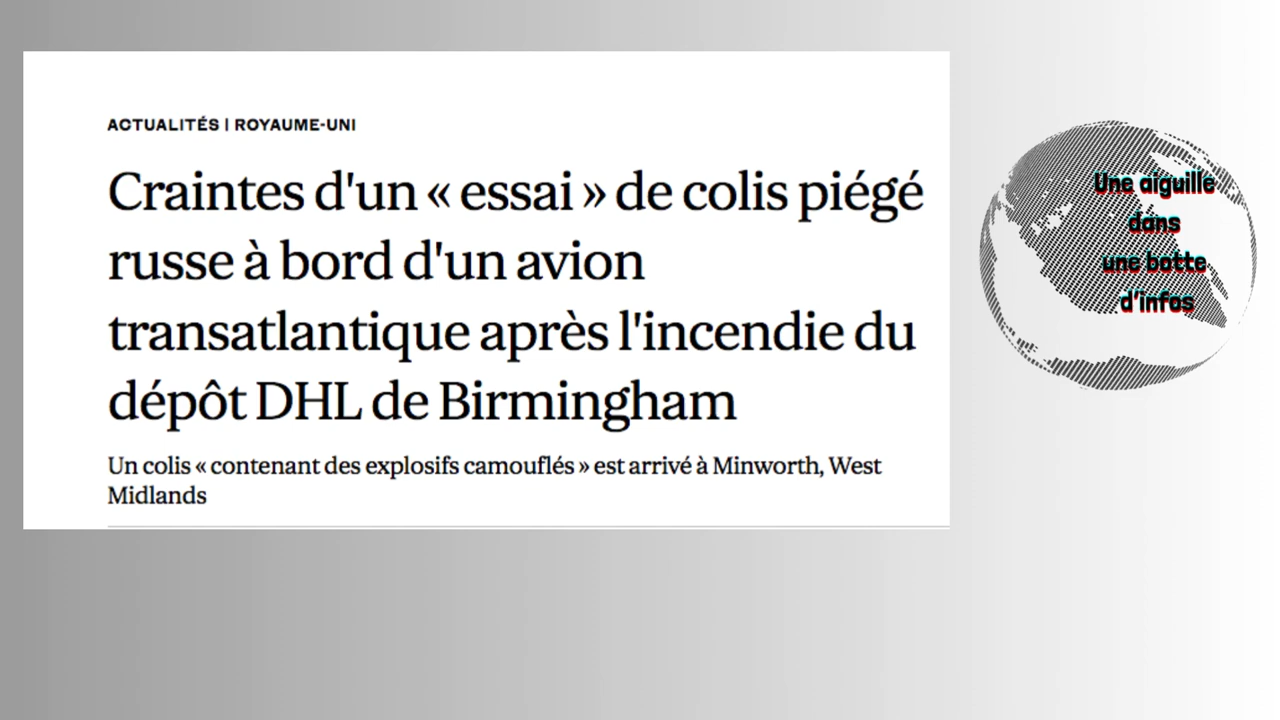 ACTUALITÉS | ROYAUME-UNI
Craintes d'un « essai » de colis piégé
russe à bord d'un avion
transatlantique après l'incendie du
dépôt DHL de Birmingham
Un colis « contenant des explosifs camouflés » est arrivé à Minworth, West
Midlands
Une aiguille
dans
une botte
d'infos